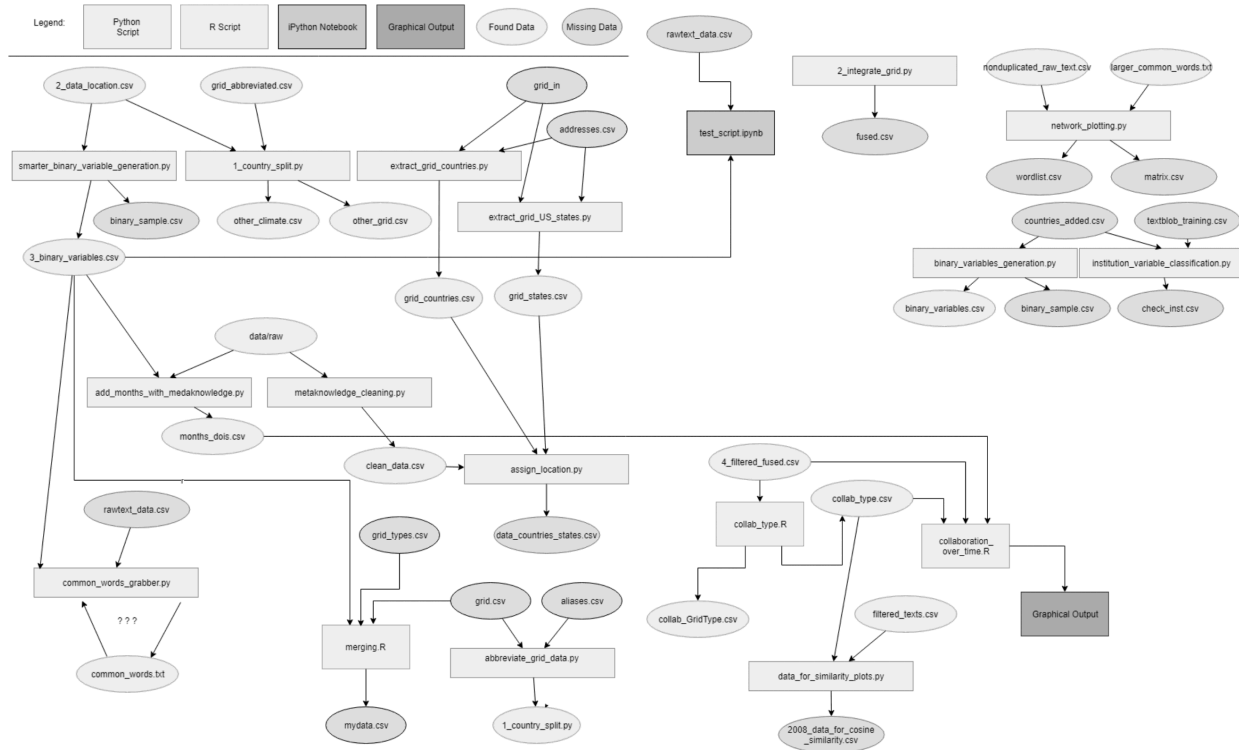 Legend:
Python
Script
R Script
iPython Notebook
Graphical Output
Found Data
Missing Data
rawtext_data.csv
2_integrate_grid.py
nonduplicated_raw_text.csv
larger_common_words.txt
2_data_location.csv
grid_abbreviated.csv
grid_in
addresses.csv
test_script.ipynb
fused.csv
network_plotting.py
smarter_binary_variable_generation.py
1_country_split.py
extract_grid_countries.py
wordlist.csv
matrix.csv
binary_sample.csv
other_climate.csv
other_grid.csv
extract_grid_US_states.py
countries_added.csv
textblob_training.csv
3_binary_variables.csv
binary_variables_generation.py
institution_variable_classification.py
grid_countries.csv
grid_states.csv
binary_variables.csv
binary_sample.csv
check_inst.csv
data/raw
add_months_with_medaknowledge.py
metaknowledge_cleaning.py
months_dois.csv
clean_data.csv
assign_location.py
4_filtered_fused.csv
collab_type.csv
rawtext_data.csv
grid_types.csv
data_countries_states.csv
collab_type.R
collaboration_
over_time.R
common_words_grabber.py
grid.csv
aliases.csv
collab_GridType.csv
filtered_texts.csv
Graphical Output
? ? ?
merging.R
abbreviate_grid_data.py
common_words.txt
data_for_similarity_plots.py
mydata.csv
1_country_split.py
2008_data_for_cosine
_similarity.csv